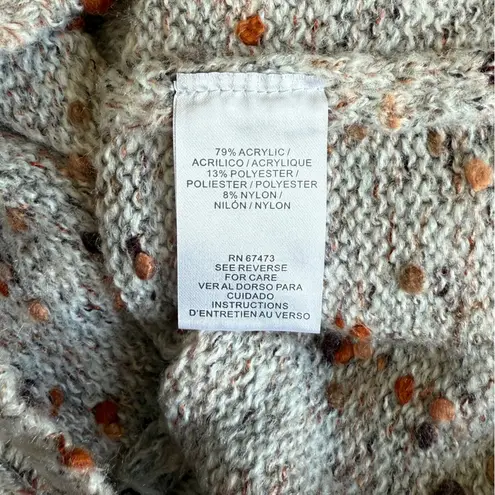 79% ACRYLIC /
ACRILICO / ACRYLIQUE
13% POLYESTER /
POLIESTER / POLYESTER
8% NYLON /
NILÓN / NYLON
RN 67473
SEE REVERSE
FOR CARE
VER AL DORSO PARA
CUIDADO
INSTRUCTIONS
D'ENTRETIEN AU VERSO